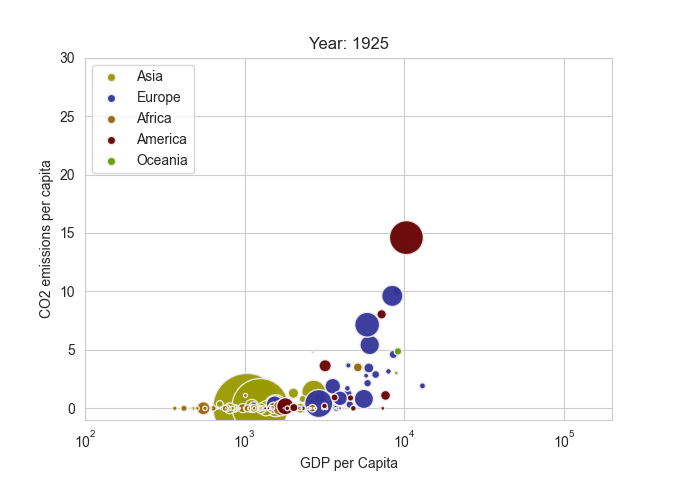 Year: 1925
30
25
20
15
10
5
0
CO2 emissions per capita
Asia
Europe
Africa
America
Oceania
10²
10³
10⁴
10⁵
GDP per Capita